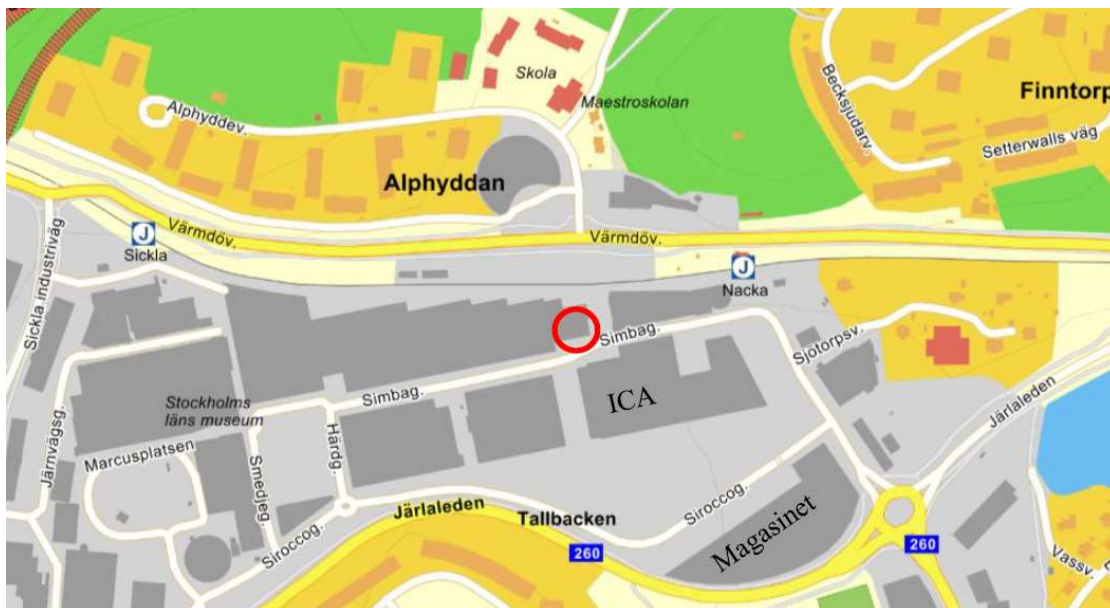 Skola
Maestroskolan
Becksjudarv.
Finntorp
Setterwalls väg
Alphyddev.
Alphyddan
Värmdöv.
Värmdöv.
J
Sickla
J
Nacka
Sickla industriväg
Simbag.
Sjötorpsv.
Simbag.
ICA
Stockholms
läns museum
Järnvägsg.
Marcusplatsen
Smedjeg.
Härdg.
Siroccog.
Järlaleden
Tallbacken
260
Siroccog.
Magasinet
260
Järlaleden
Vassv.